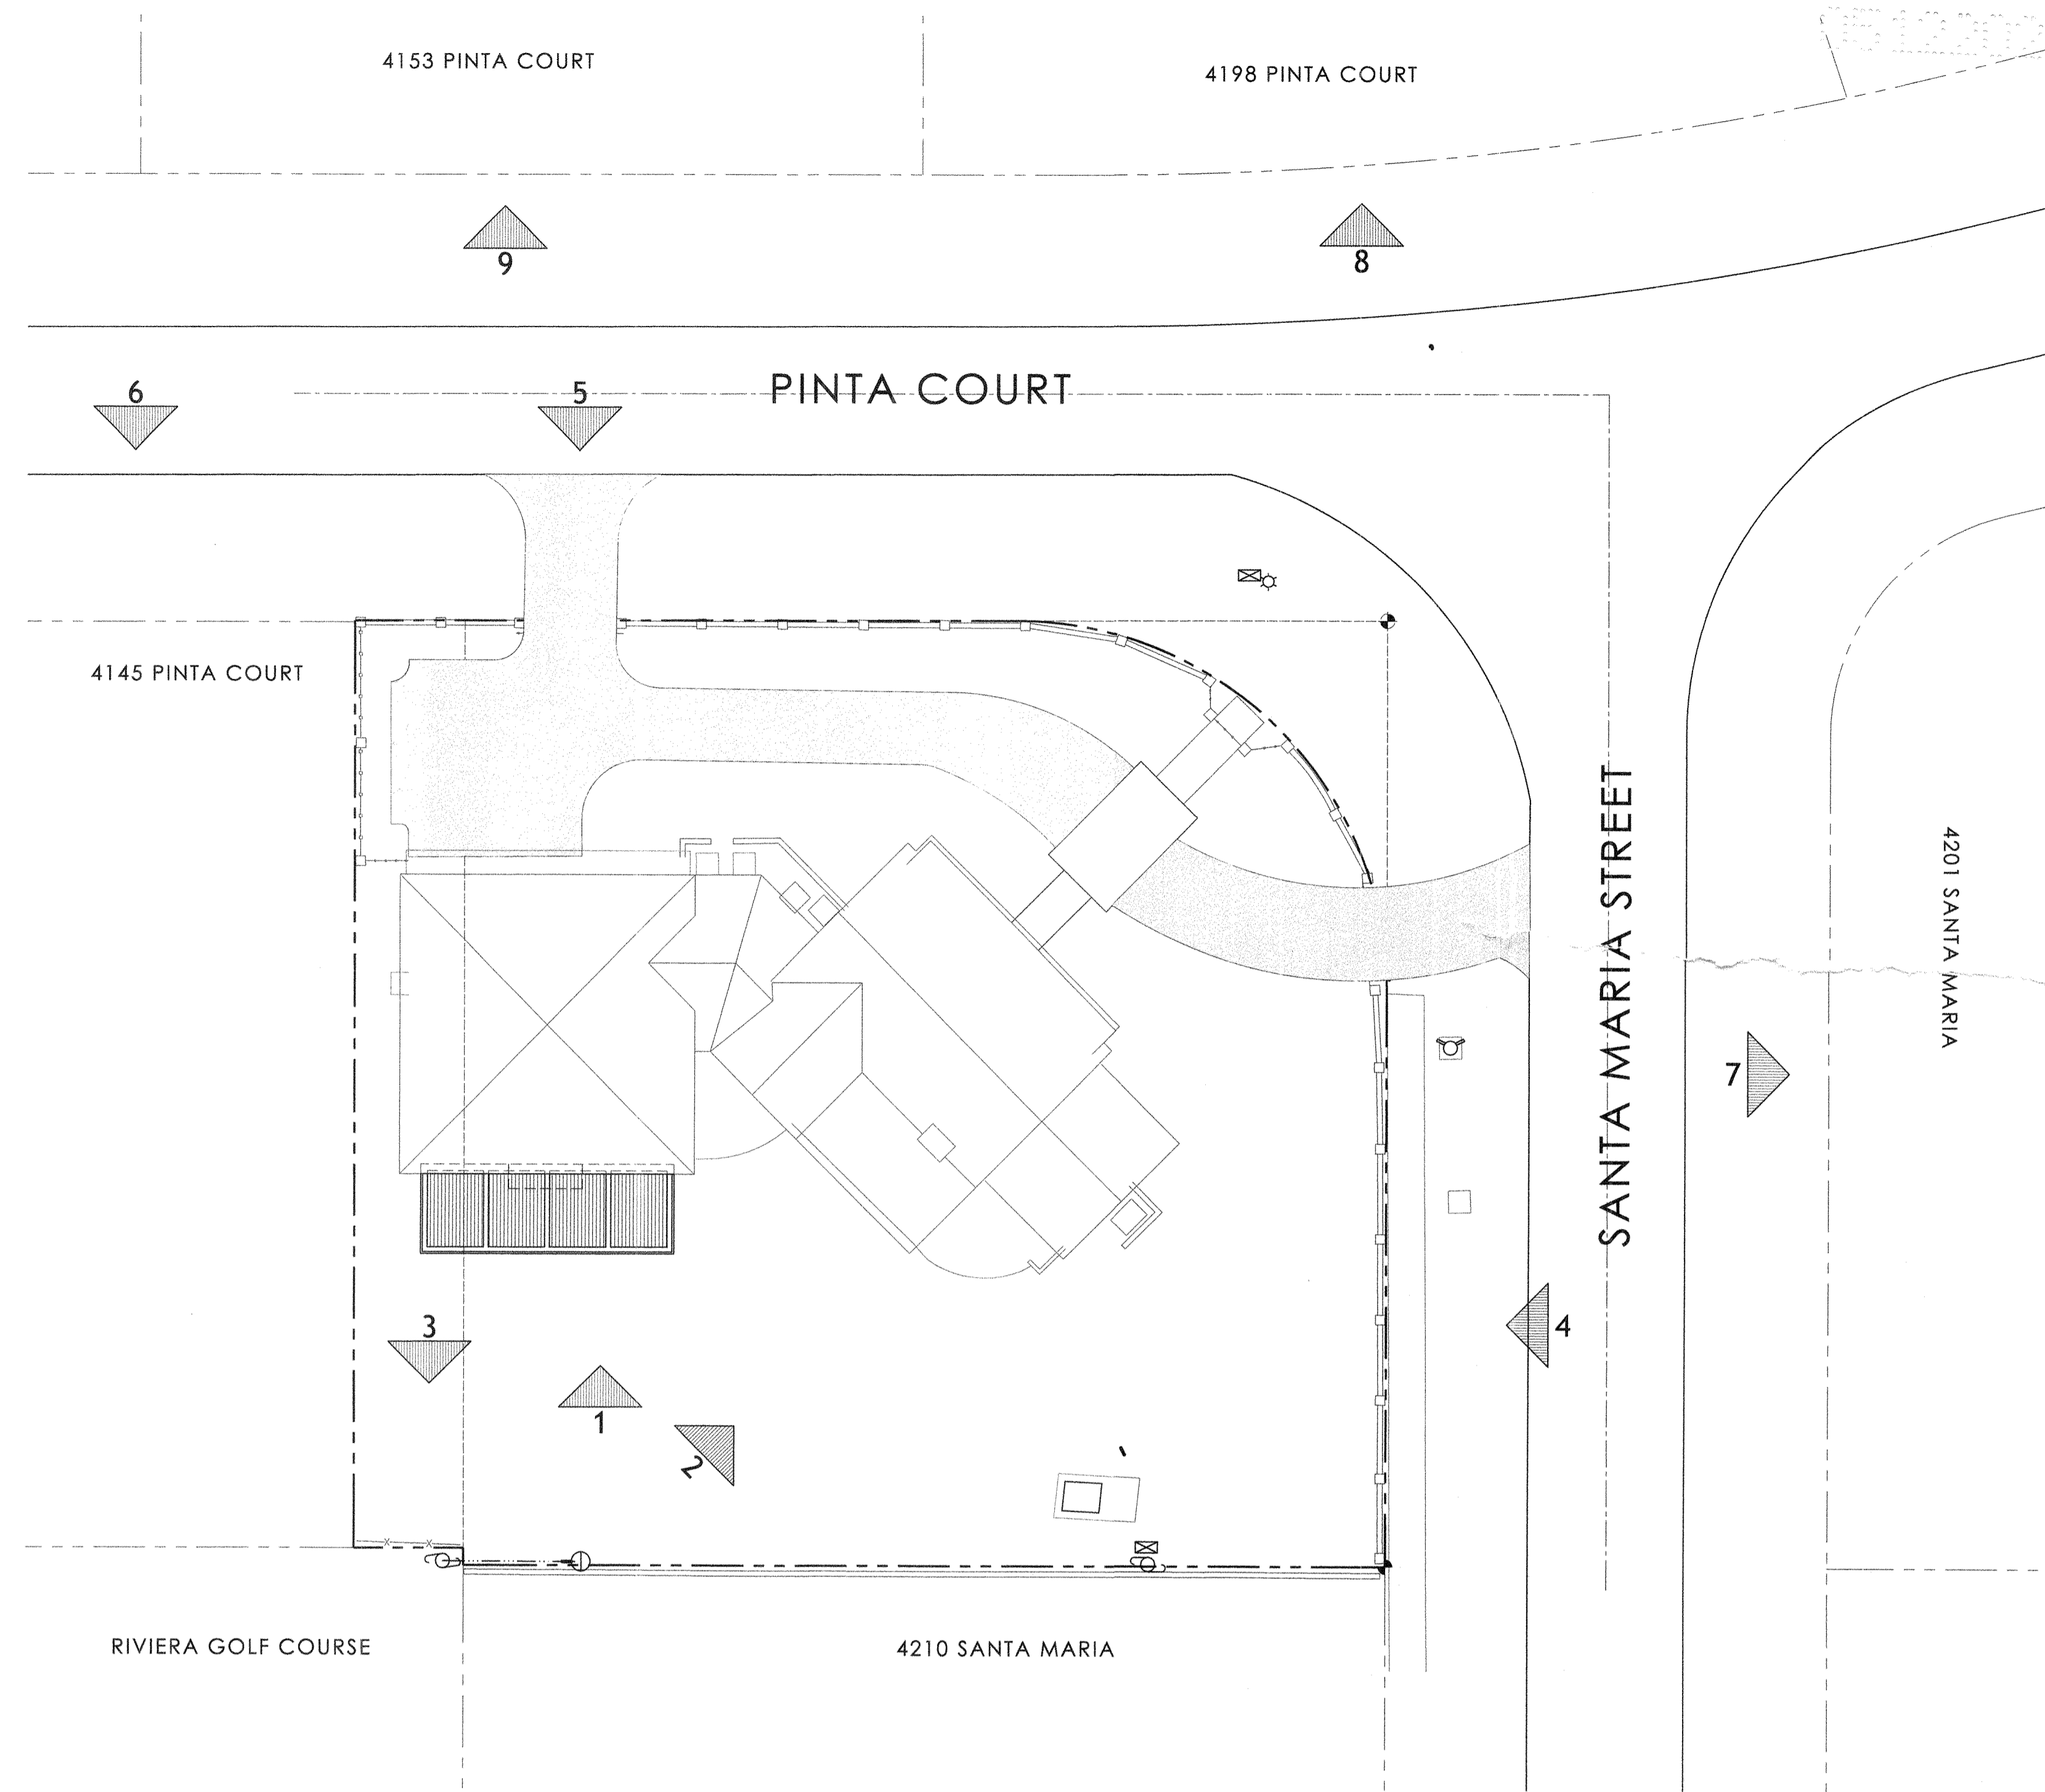 4153 PINTA COURT
4198 PINTA COURT
9
8
6
5
PINTA COURT
4145 PINTA COURT
SANTA MARIA STREET
4201 SANTA MARIA
7
3
4
1
2
RIVIERA GOLF COURSE
4210 SANTA MARIA